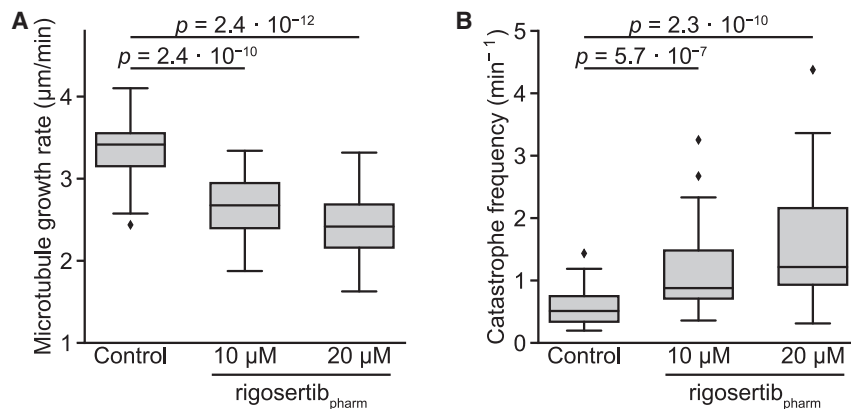 A
p = 2.4 · 10⁻¹²
p = 2.4 · 10⁻¹⁰
Microtubule growth rate (µm/min)
4
3
2
1
Control
10 µM
20 µM
rigosertib_pharm
B
p = 2.3 · 10⁻¹⁰
p = 5.7 · 10⁻⁷
Catastrophe frequency (min⁻¹)
5
4
3
2
1
0
Control
10 µM
20 µM
rigosertib_pharm